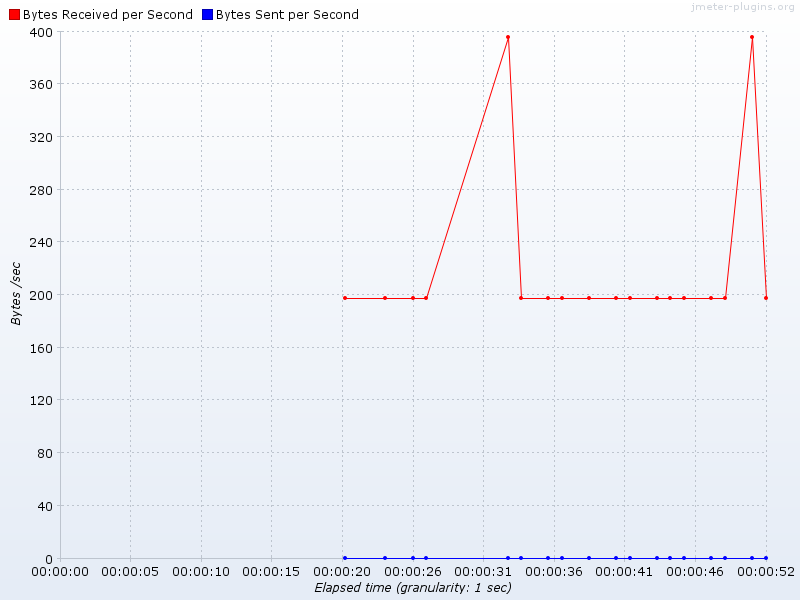 jmeter-plugins.org
Bytes Received per Second Bytes Sent per Second
400
360
320
280
240
200
160
120
80
40
0
Bytes /sec
00:00:00 00:00:05 00:00:10 00:00:15 00:00:20 00:00:26 00:00:31 00:00:36 00:00:41 00:00:46 00:00:52
Elapsed time (granularity: 1 sec)